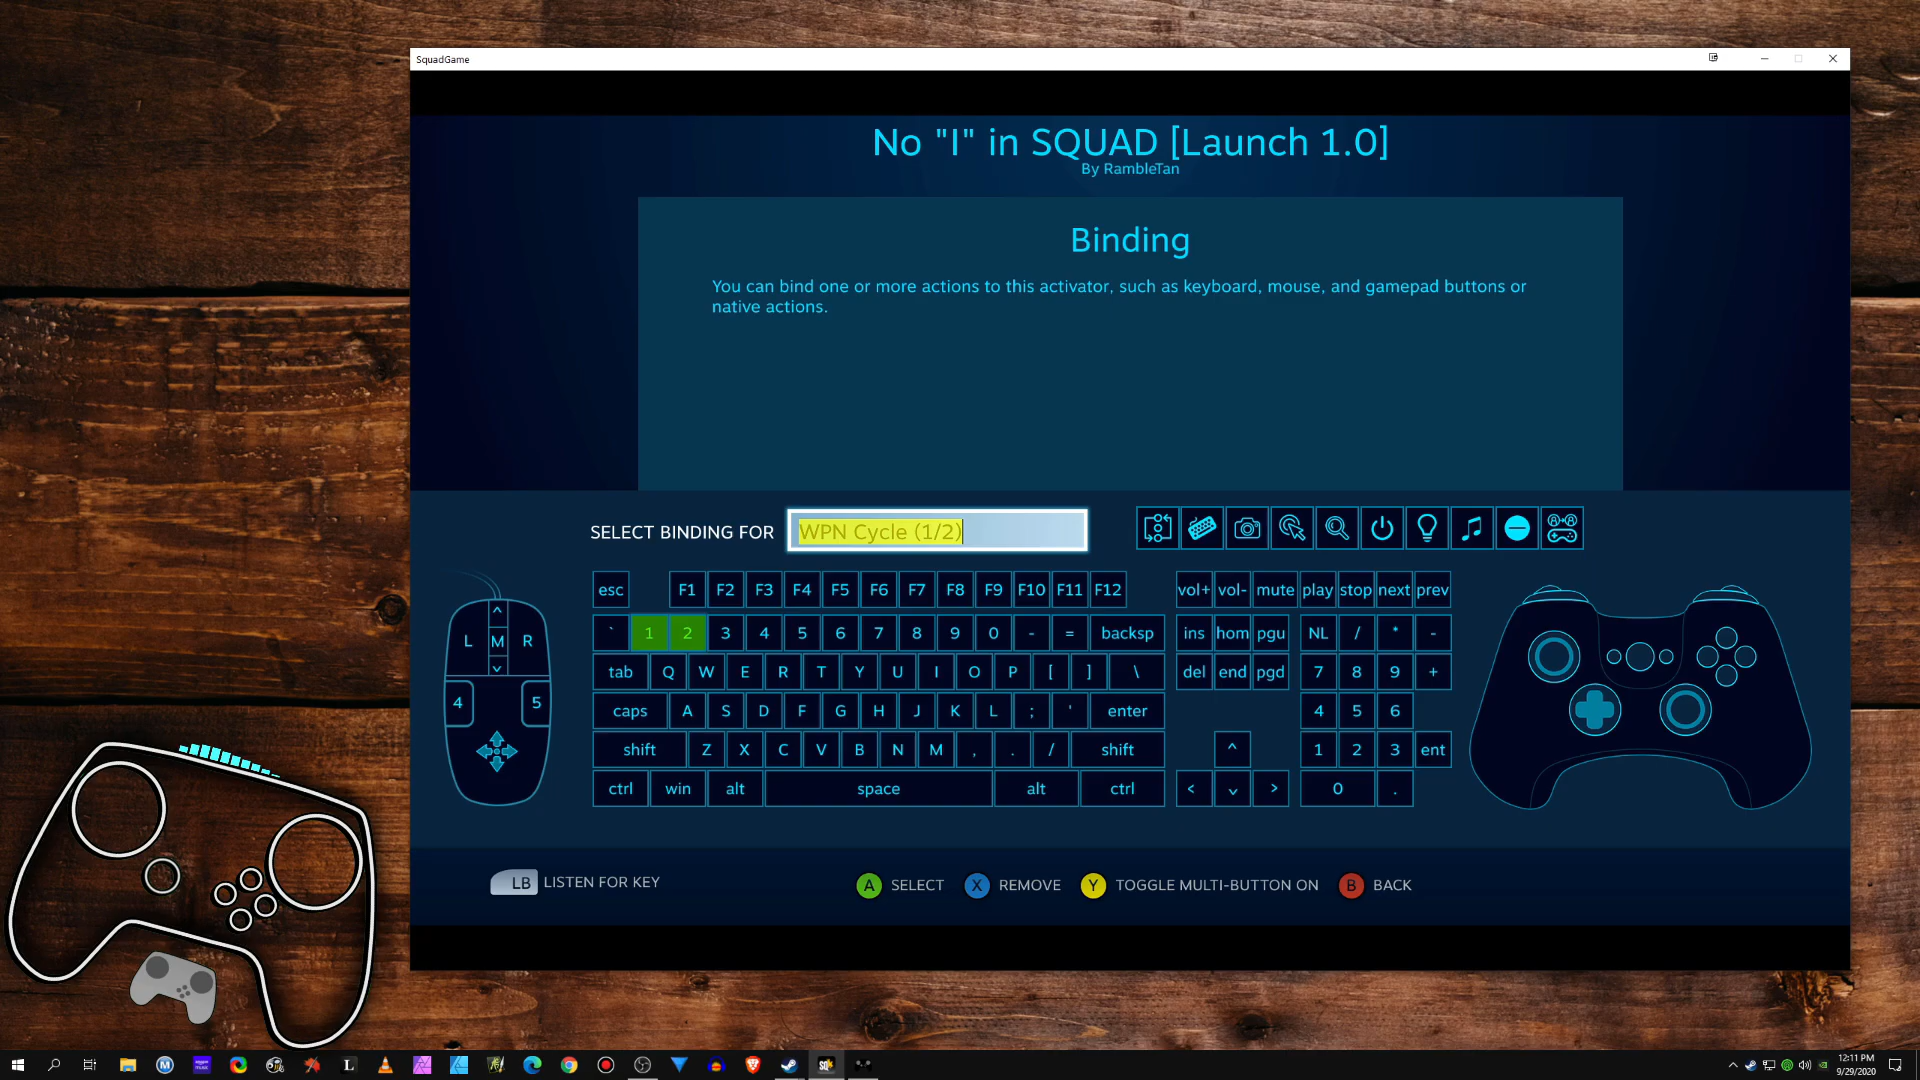 SquadGame
No "I" in SQUAD [Launch 1.0]
By RambleTan
Binding
You can bind one or more actions to this activator, such as keyboard, mouse, and gamepad buttons or
native actions.
SELECT BINDING FOR WPN Cycle (1/2)
esc F1 F2 F3 F4 F5 F6 F7 F8 F9 F10 F11 F12 vol+ vol- mute play stop next prev
` 1 2 3 4 5 6 7 8 9 0 - = backsp ins hom pgu NL / * -
L M R
tab Q W E R T Y U I O P [ ] \ del end pgd 7 8 9 +
4 5
caps A S D F G H J K L ; ' enter 4 5 6
shift Z X C V B N M , . / shift ^ 1 2 3 ent
ctrl win alt space alt ctrl < v > 0 .
LB LISTEN FOR KEY A SELECT X REMOVE Y TOGGLE MULTI-BUTTON ON B BACK
12:11 PM
9/29/2020